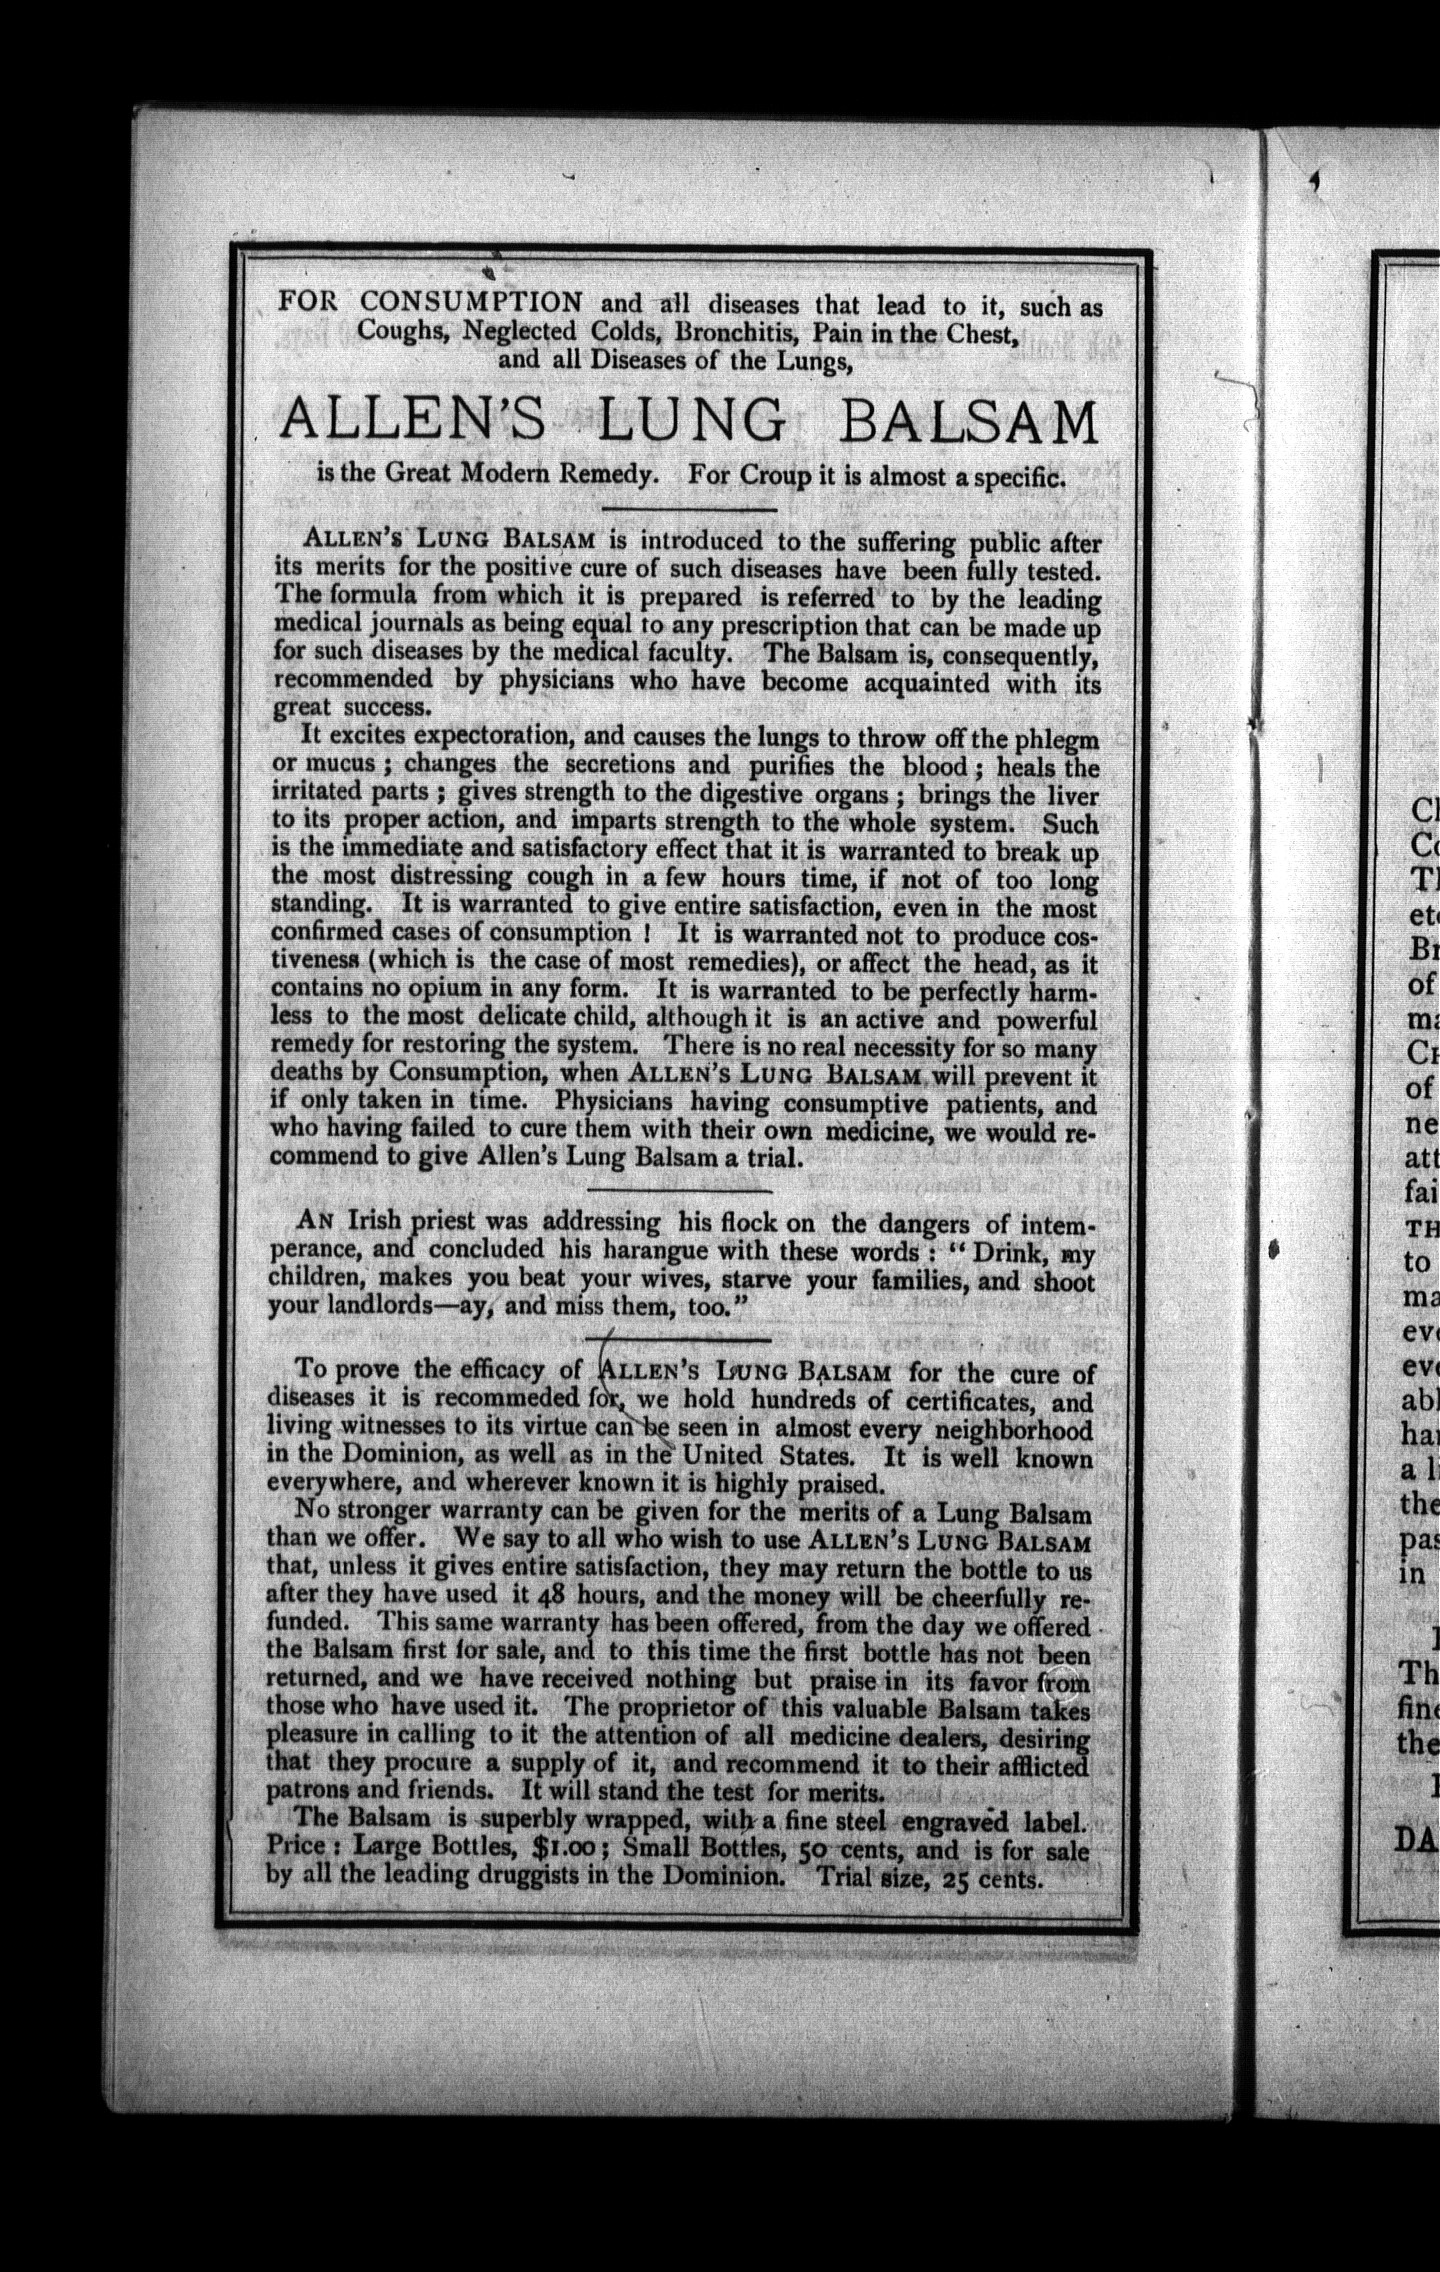 FOR CONSUMPTION and all diseases that lead to it, such as
Coughs, Neglected Colds, Bronchitis, Pain in the Chest,
and all Diseases of the Lungs,
ALLEN'S LUNG BALSAM
is the Great Modern Remedy. For Croup it is almost a specific.
ALLEN'S LUNG BALSAM is introduced to the suffering public after
its merits for the positive cure of such diseases have been fully tested.
The formula from which it is prepared is referred to by the leading
medical journals as being equal to any prescription that can be made up
for such diseases by the medical faculty. The Balsam is, consequently,
recommended by physicians who have become acquainted with its
great success.
It excites expectoration, and causes the lungs to throw off the phlegm
or mucus ; changes the secretions and purifies the blood ; heals the
irritated parts ; gives strength to the digestive organs ; brings the liver
to its proper action, and imparts strength to the whole system. Such
is the immediate and satisfactory effect that it is warranted to break up
the most distressing cough in a few hours time, if not of too long
standing. It is warranted to give entire satisfaction, even in the most
confirmed cases of consumption ! It is warranted not to produce cos-
tiveness (which is the case of most remedies), or affect the head, as it
contains no opium in any form. It is warranted to be perfectly harm-
less to the most delicate child, although it is an active and powerful
remedy for restoring the system. There is no real necessity for so many
deaths by Consumption, when ALLEN'S LUNG BALSAM will prevent it
if only taken in time. Physicians having consumptive patients, and
who having failed to cure them with their own medicine, we would re-
commend to give Allen's Lung Balsam a trial.
AN Irish priest was addressing his flock on the dangers of intem-
perance, and concluded his harangue with these words : “ Drink, my
children, makes you beat your wives, starve your families, and shoot
your landlords—ay, and miss them, too.”
To prove the efficacy of ALLEN'S LUNG BALSAM for the cure of
diseases it is recommeded for, we hold hundreds of certificates, and
living witnesses to its virtue can be seen in almost every neighborhood
in the Dominion, as well as in the United States. It is well known
everywhere, and wherever known it is highly praised.
No stronger warranty can be given for the merits of a Lung Balsam
than we offer. We say to all who wish to use ALLEN'S LUNG BALSAM
that, unless it gives entire satisfaction, they may return the bottle to us
after they have used it 48 hours, and the money will be cheerfully re-
funded. This same warranty has been offered, from the day we offered
the Balsam first for sale, and to this time the first bottle has not been
returned, and we have received nothing but praise in its favor from
those who have used it. The proprietor of this valuable Balsam takes
pleasure in calling to it the attention of all medicine dealers, desiring
that they procure a supply of it, and recommend it to their afflicted
patrons and friends. It will stand the test for merits.
The Balsam is superbly wrapped, with a fine steel engraved label.
Price : Large Bottles, $1.00 ; Small Bottles, 50 cents, and is for sale
by all the leading druggists in the Dominion. Trial size, 25 cents.